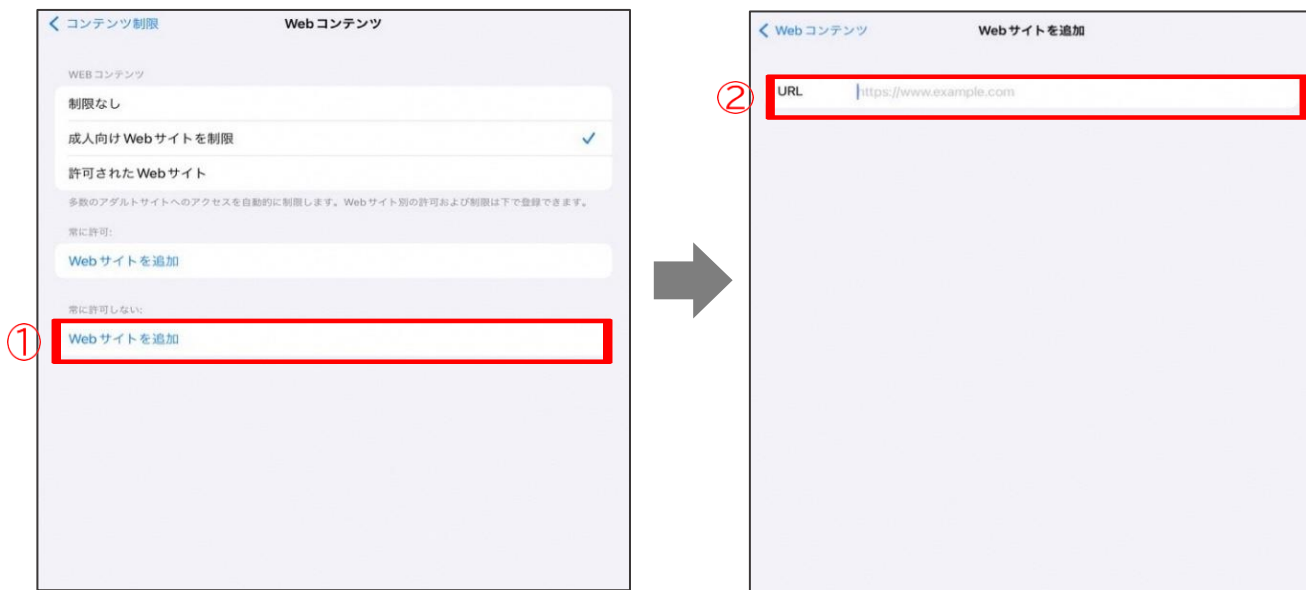 コンテンツ制限
Webコンテンツ
WEBコンテンツ
制限なし
成人向けWebサイトを制限
許可されたWebサイト
多数のアダルトサイトへのアクセスを自動的に制限します。Webサイト別の許可および制限は下で登録できます。
常に許可:
Webサイトを追加
常に許可しない:
①
Webサイトを追加
Webコンテンツ
Webサイトを追加
②
URL
https://www.example.com